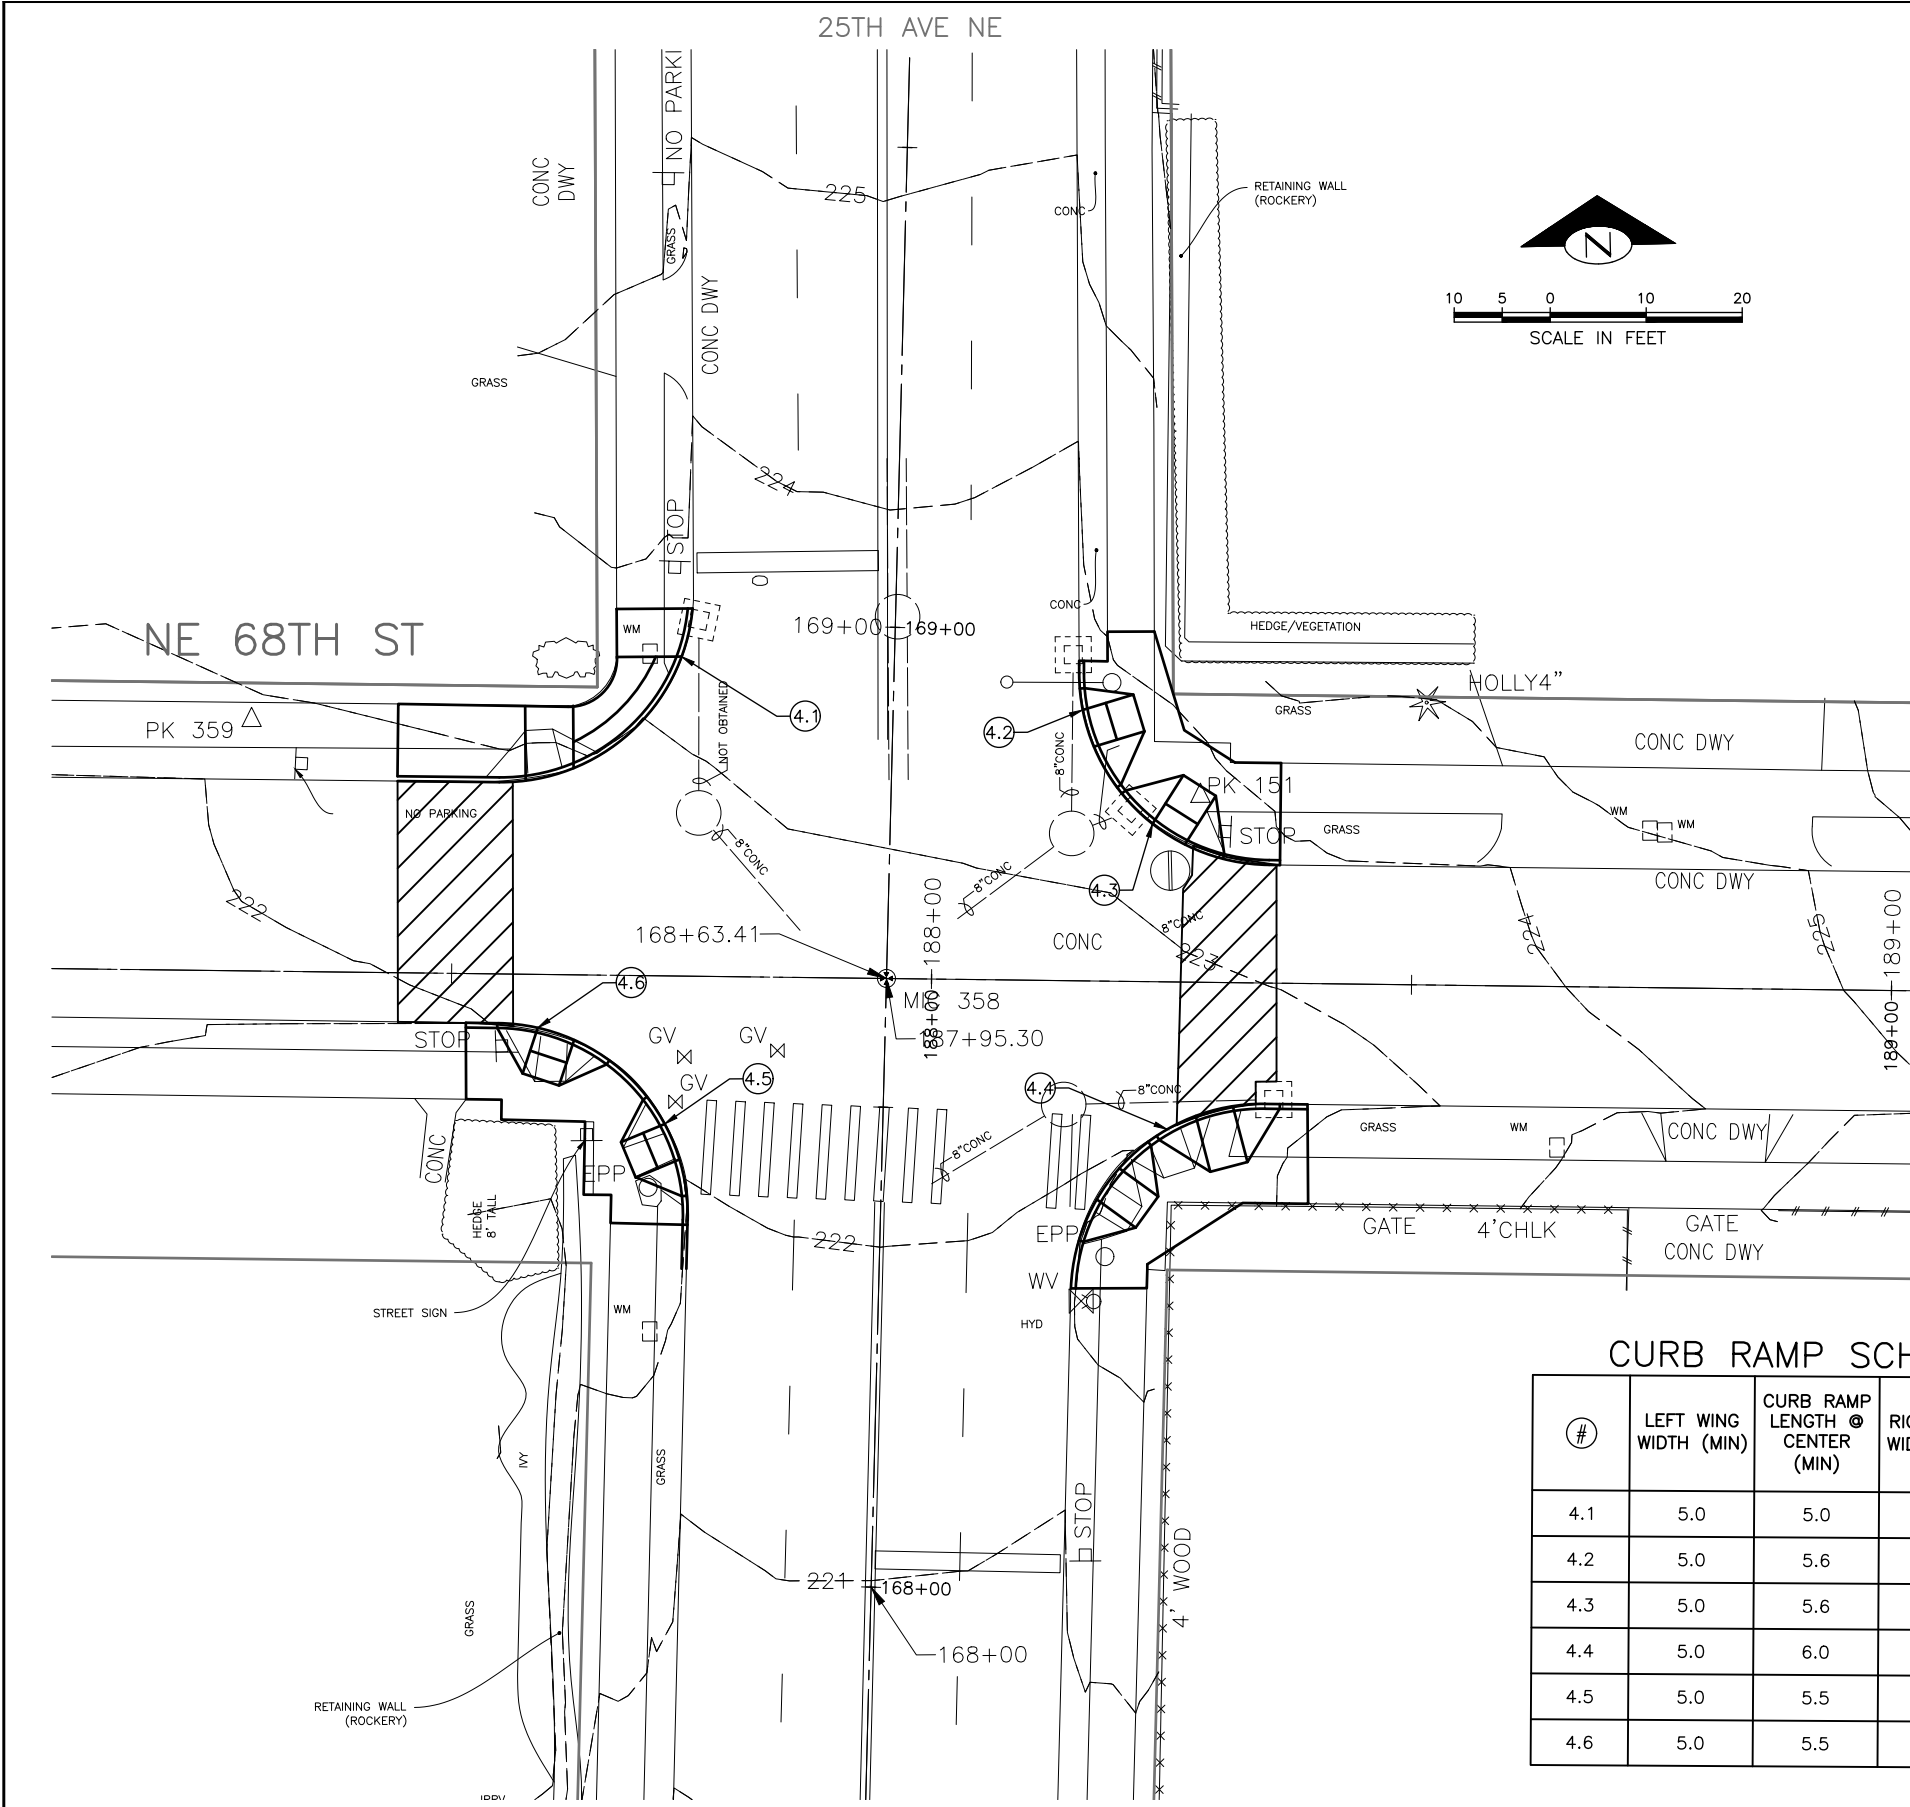 25TH AVE NE
NO PARKI
CONC
DWY
225
CONC
RETAINING WALL
(ROCKERY)
N
GRASS
CONC DWY
10 5 0 10 20
SCALE IN FEET
GRASS
224
STOP
CONC
NE 68TH ST
WM
169+00
169+00
HEDGE/VEGETATION
HOLLY4"
GRASS
PK 359
4.1
NOT OBTAINED
4.2
8"CONC
CONC DWY
PK 151
NO PARKING
STOP
GRASS
WM
WM
8"CONC
8"CONC
4.3
CONC DWY
222
168+63.41
188+00
CONC
8"CONC
223
224
225
189+00
4.6
MIC 358
188+00
187+95.30
189+00
STOP
GV
GV
GV
4.5
4.4
8"CONC
GRASS
WM
CONC DWY
CONC
8"CONC
EPP
HEDGE
8' TALL
222
EPP
GATE
4'CHLK
GATE
CONC DWY
WV
STREET SIGN
WM
HYD
CURB RAMP SCH
#
LEFT WING
WIDTH (MIN)
CURB RAMP
LENGTH @
CENTER
(MIN)
RIG
WID
IVY
GRASS
STOP
4' WOOD
4.1 5.0 5.0
4.2 5.0 5.6
4.3 5.0 5.6
4.4 5.0 6.0
4.5 5.0 5.5
4.6 5.0 5.5
221
168+00
GRASS
168+00
RETAINING WALL
(ROCKERY)